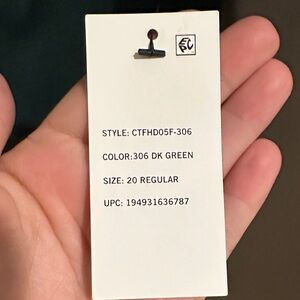 STYLE: CTFHD05F-306
COLOR:306 DK GREEN
SIZE: 20 REGULAR
UPC: 194931636787